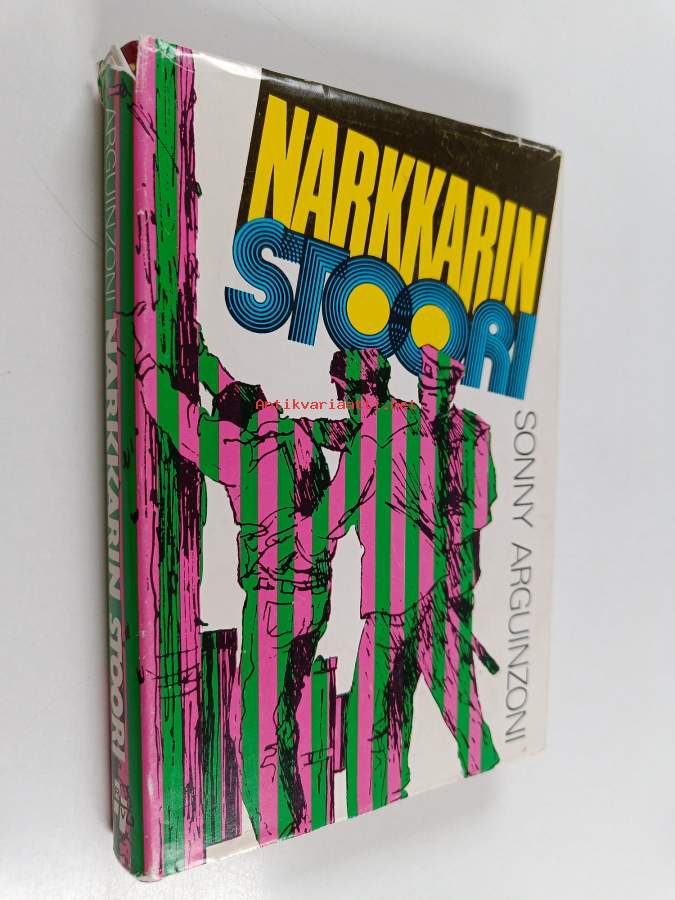 NARKKARIN
STOORI
SONNY ARGUINZONI
ARGUINZONI NARKKARIN STOORI
Antikvariaatti.net